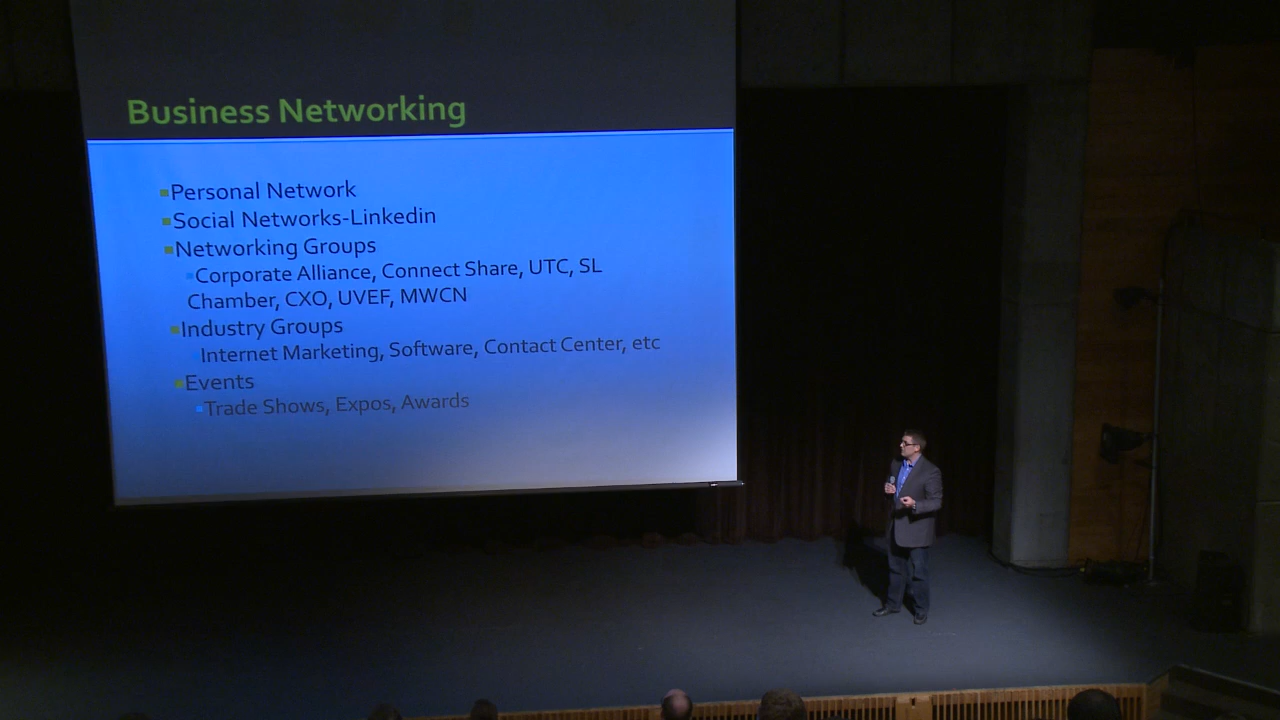 Business Networking
Personal Network
Social Networks-Linkedin
Networking Groups
Corporate Alliance, Connect Share, UTC, SL
Chamber, CXO, UVEF, MWCN
Industry Groups
Internet Marketing, Software, Contact Center, etc
Events
Trade Shows, Expos, Awards